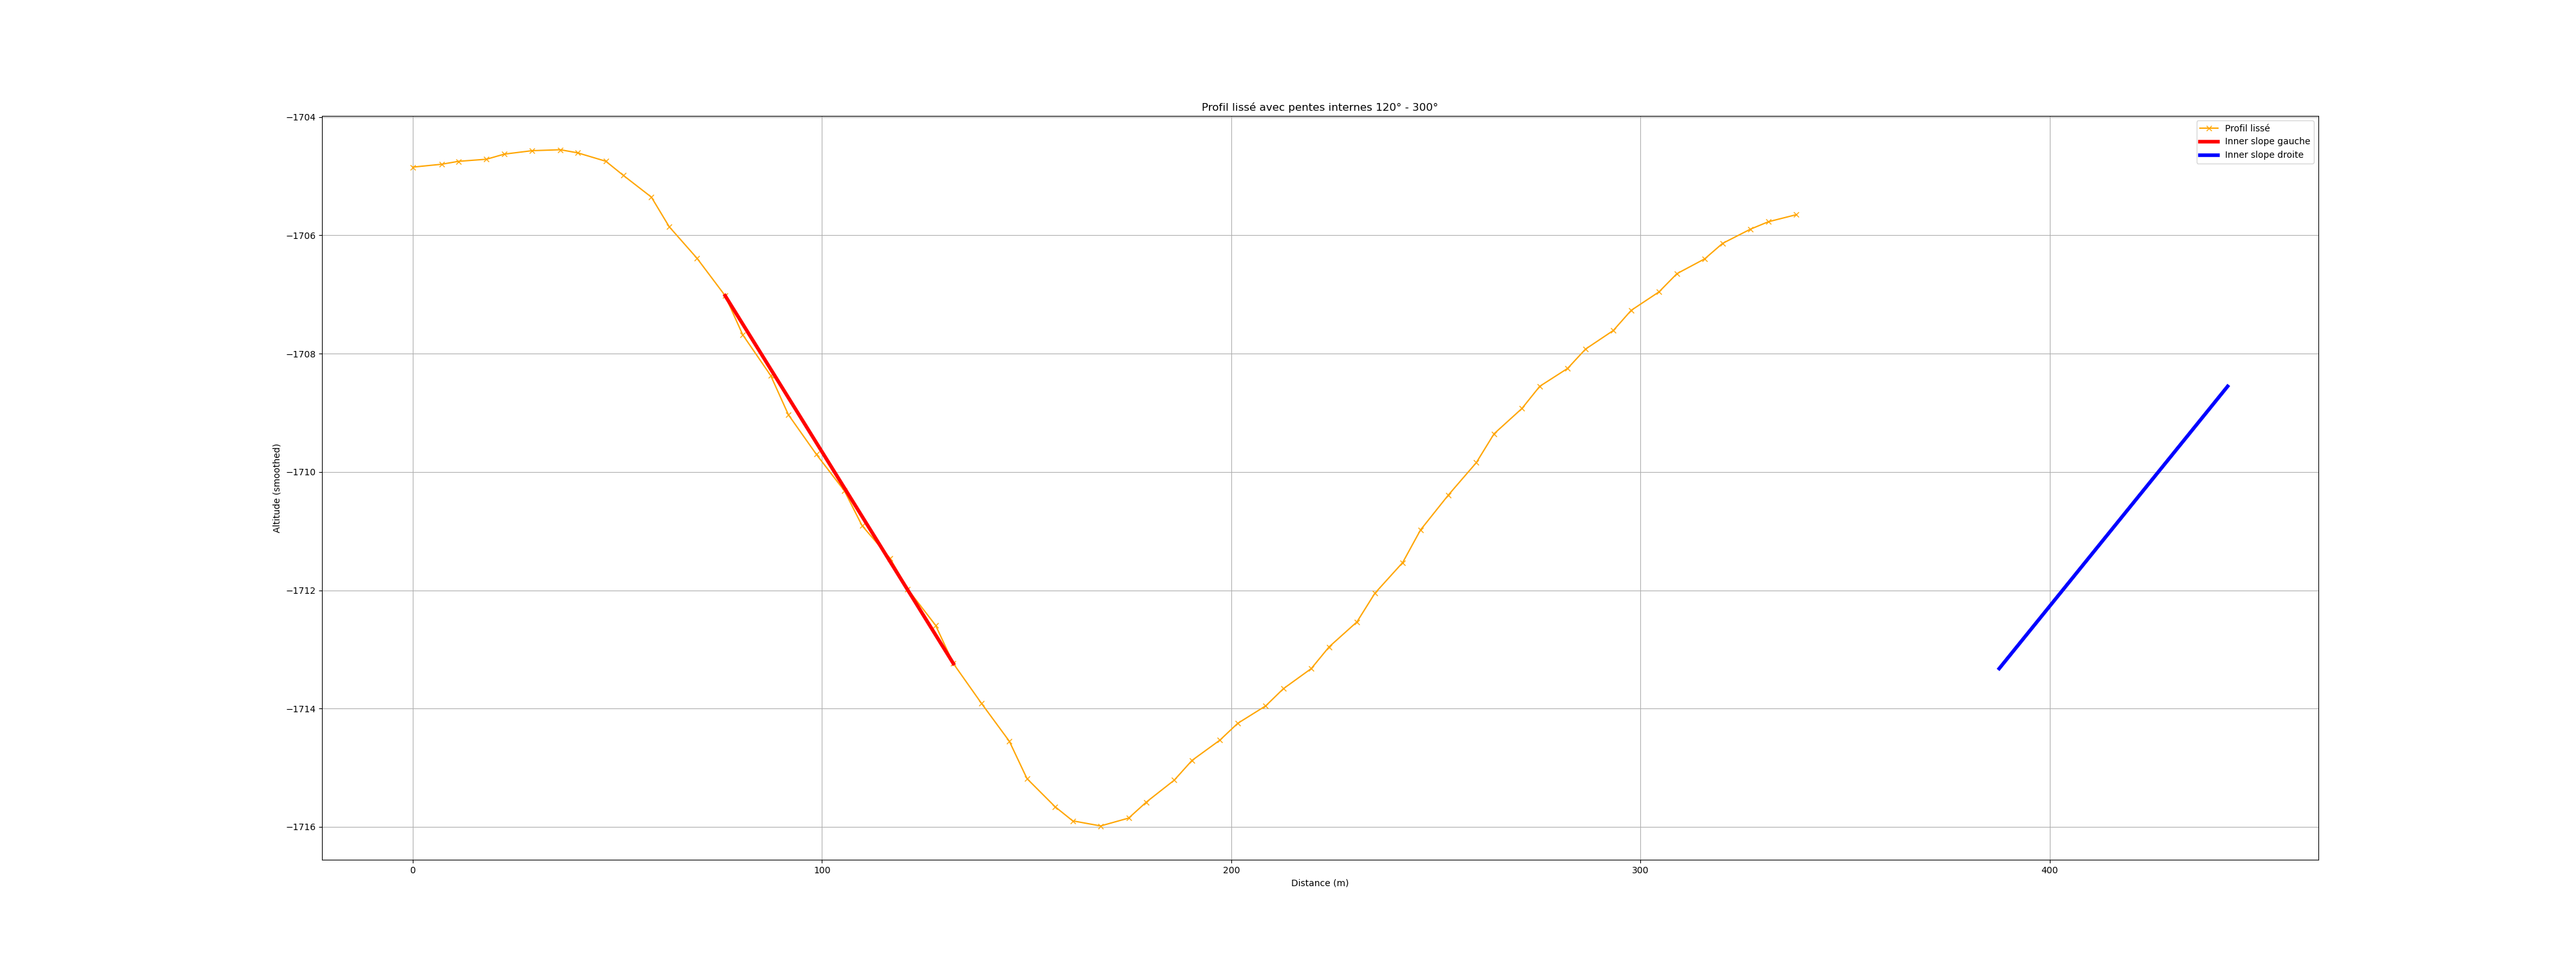 Profil lissé avec pentes internes 120° - 300°
Profil lissé
Inner slope gauche
Inner slope droite
Altitude (smoothed)
−1704
−1706
−1708
−1710
−1712
−1714
−1716
0
100
200
300
400
Distance (m)